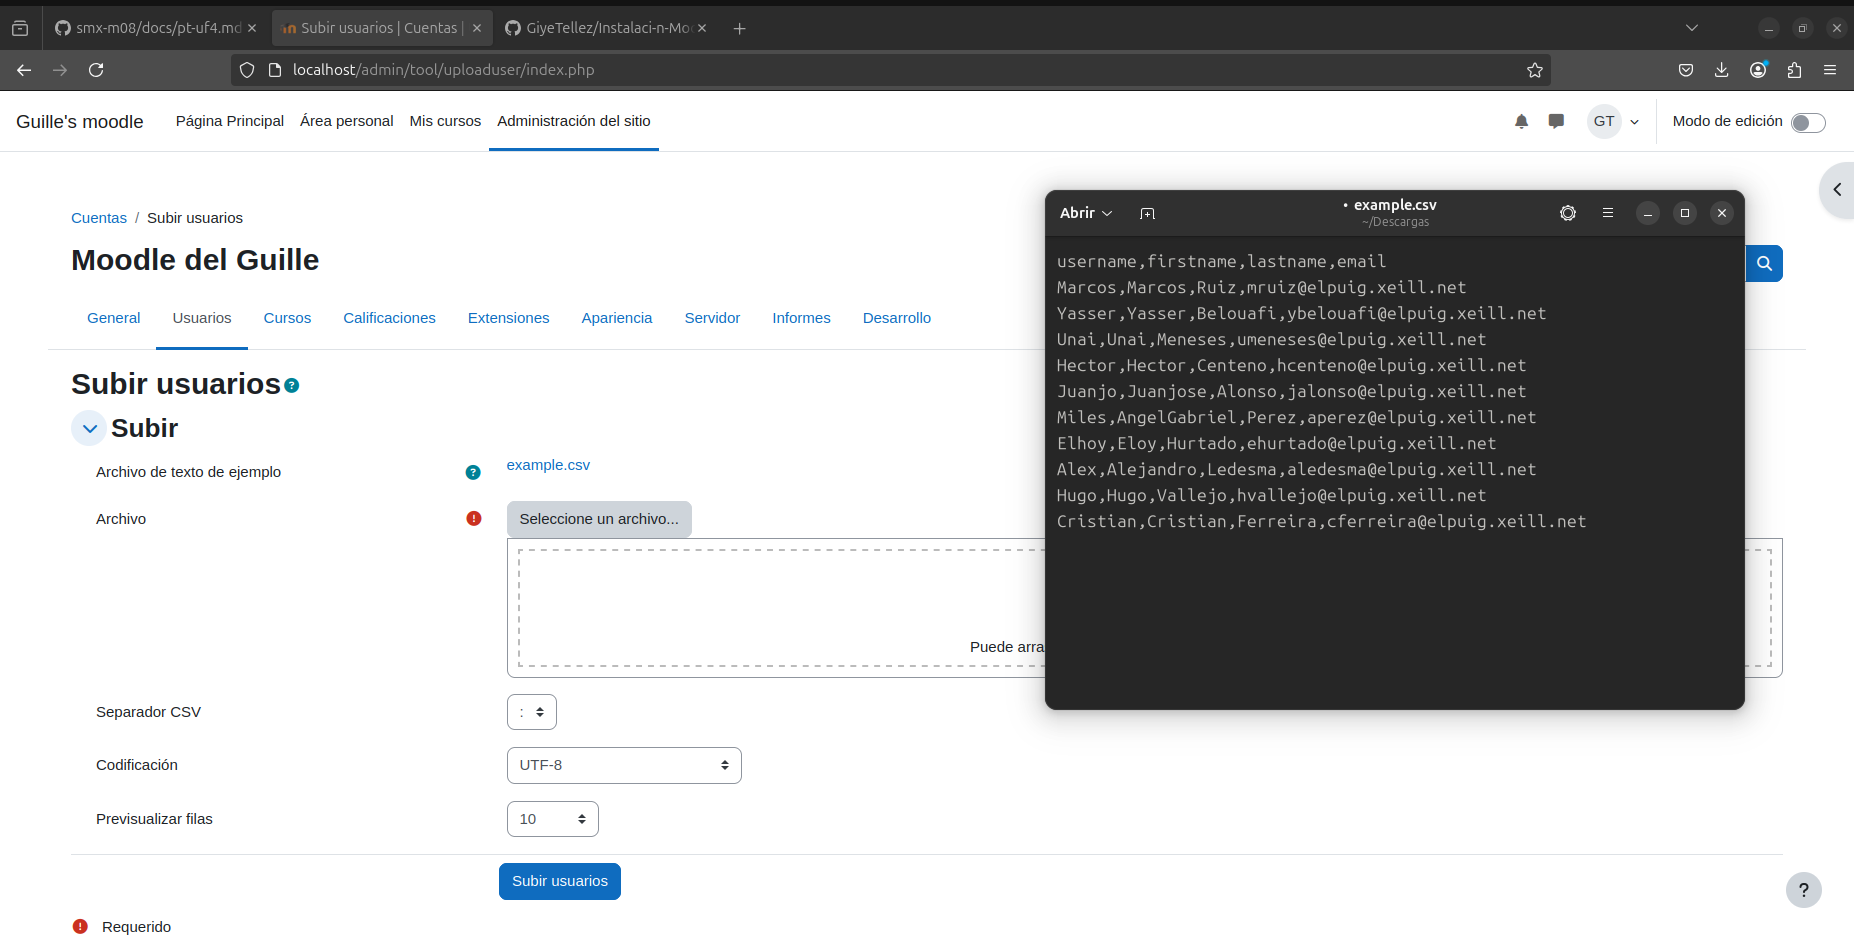 smx-m08/docs/pt-uf4.md
Subir usuarios | Cuentas |
GiyeTellez/Instalaci-n-Moo
localhost/admin/tool/uploaduser/index.php
Guille's moodle
Página Principal
Área personal
Mis cursos
Administración del sitio
GT
Modo de edición
Cuentas / Subir usuarios
Moodle del Guille
General
Usuarios
Cursos
Calificaciones
Extensiones
Apariencia
Servidor
Informes
Desarrollo
Subir usuarios
Subir
Archivo de texto de ejemplo
example.csv
Archivo
Seleccione un archivo...
Puede arra
Separador CSV
:
Codificación
UTF-8
Previsualizar filas
10
Subir usuarios
Requerido
?
Abrir
• example.csv
~/Descargas
username,firstname,lastname,email
Marcos,Marcos,Ruiz,mruiz@elpuig.xeill.net
Yasser,Yasser,Belouafi,ybelouafi@elpuig.xeill.net
Unai,Unai,Meneses,umeneses@elpuig.xeill.net
Hector,Hector,Centeno,hcenteno@elpuig.xeill.net
Juanjo,Juanjose,Alonso,jalonso@elpuig.xeill.net
Miles,AngelGabriel,Perez,aperez@elpuig.xeill.net
Elhoy,Eloy,Hurtado,ehurtado@elpuig.xeill.net
Alex,Alejandro,Ledesma,aledesma@elpuig.xeill.net
Hugo,Hugo,Vallejo,hvallejo@elpuig.xeill.net
Cristian,Cristian,Ferreira,cferreira@elpuig.xeill.net